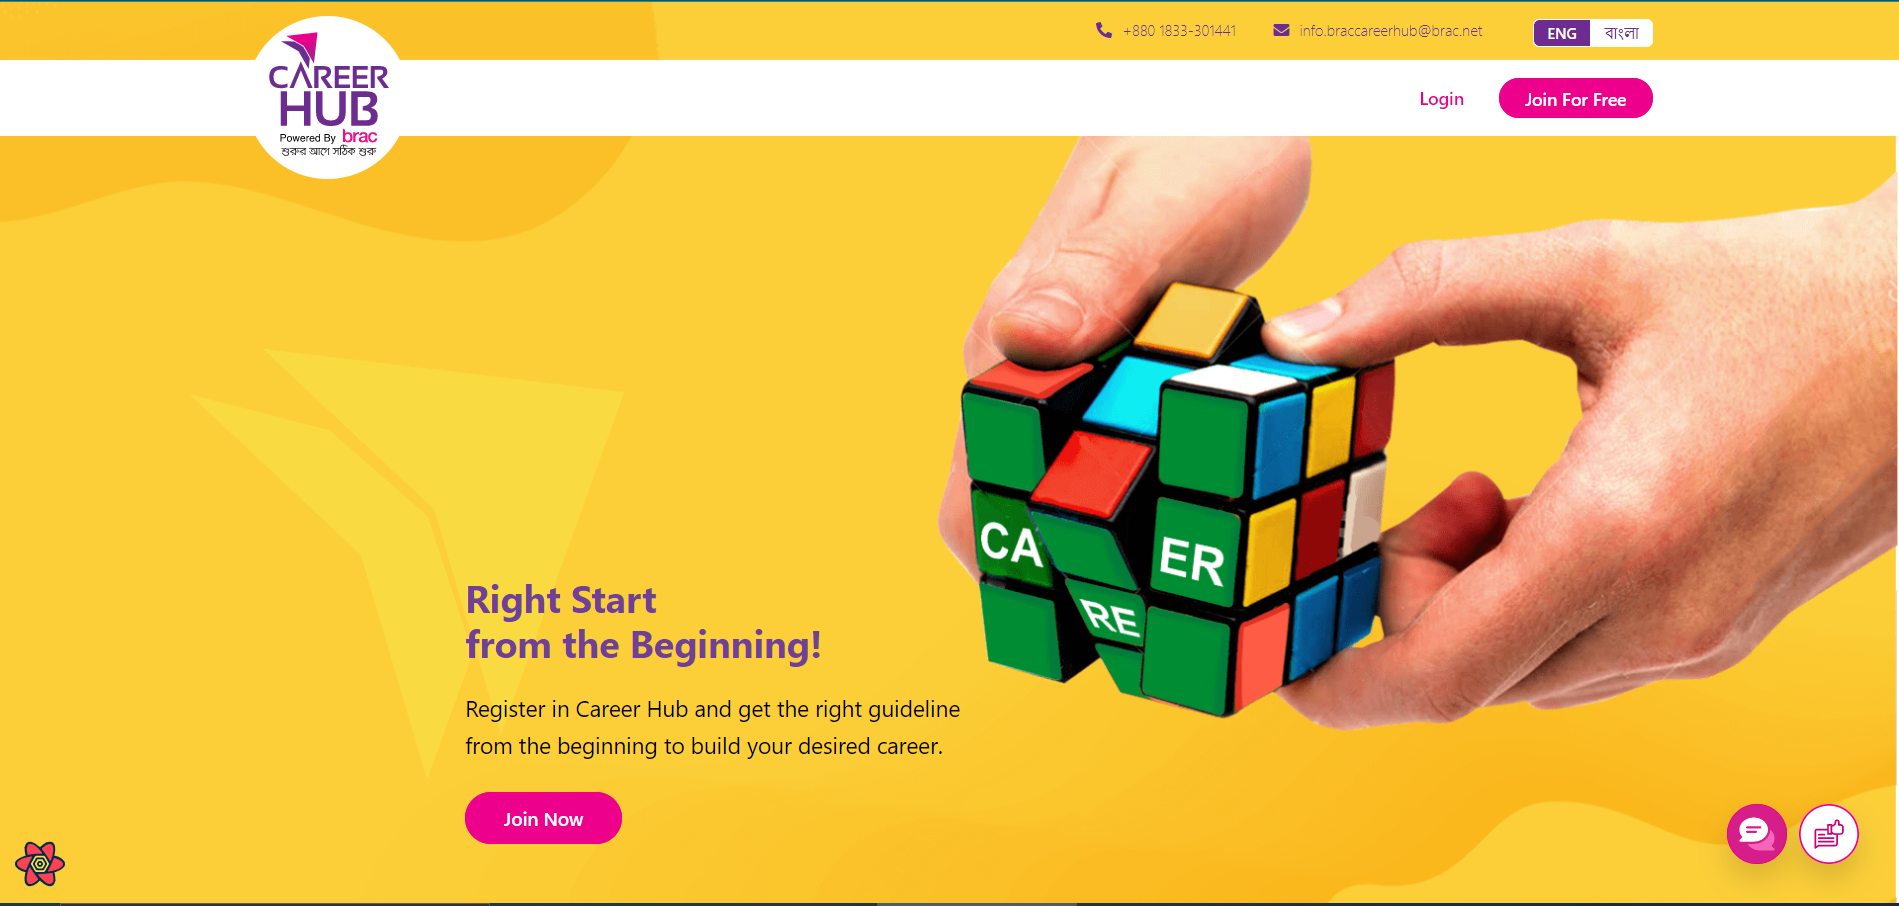 +880 1833-301441
info.braccareerhub@brac.net
ENG
বাংলা
CAREER
HUB
Powered By brac
শুরুর আগে সঠিক শুরু
Login
Join For Free
CA
RE
ER
Right Start
from the Beginning!
Register in Career Hub and get the right guideline
from the beginning to build your desired career.
Join Now